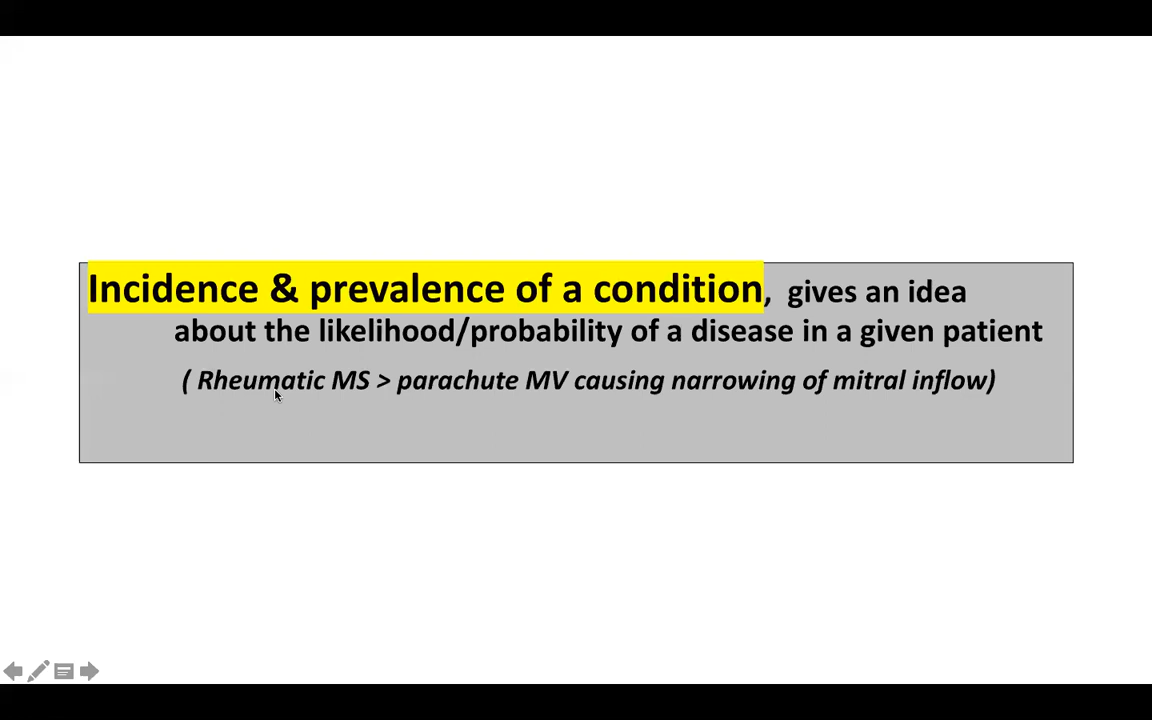 Incidence & prevalence of a condition, gives an idea
about the likelihood/probability of a disease in a given patient
( Rheumatic MS > parachute MV causing narrowing of mitral inflow)